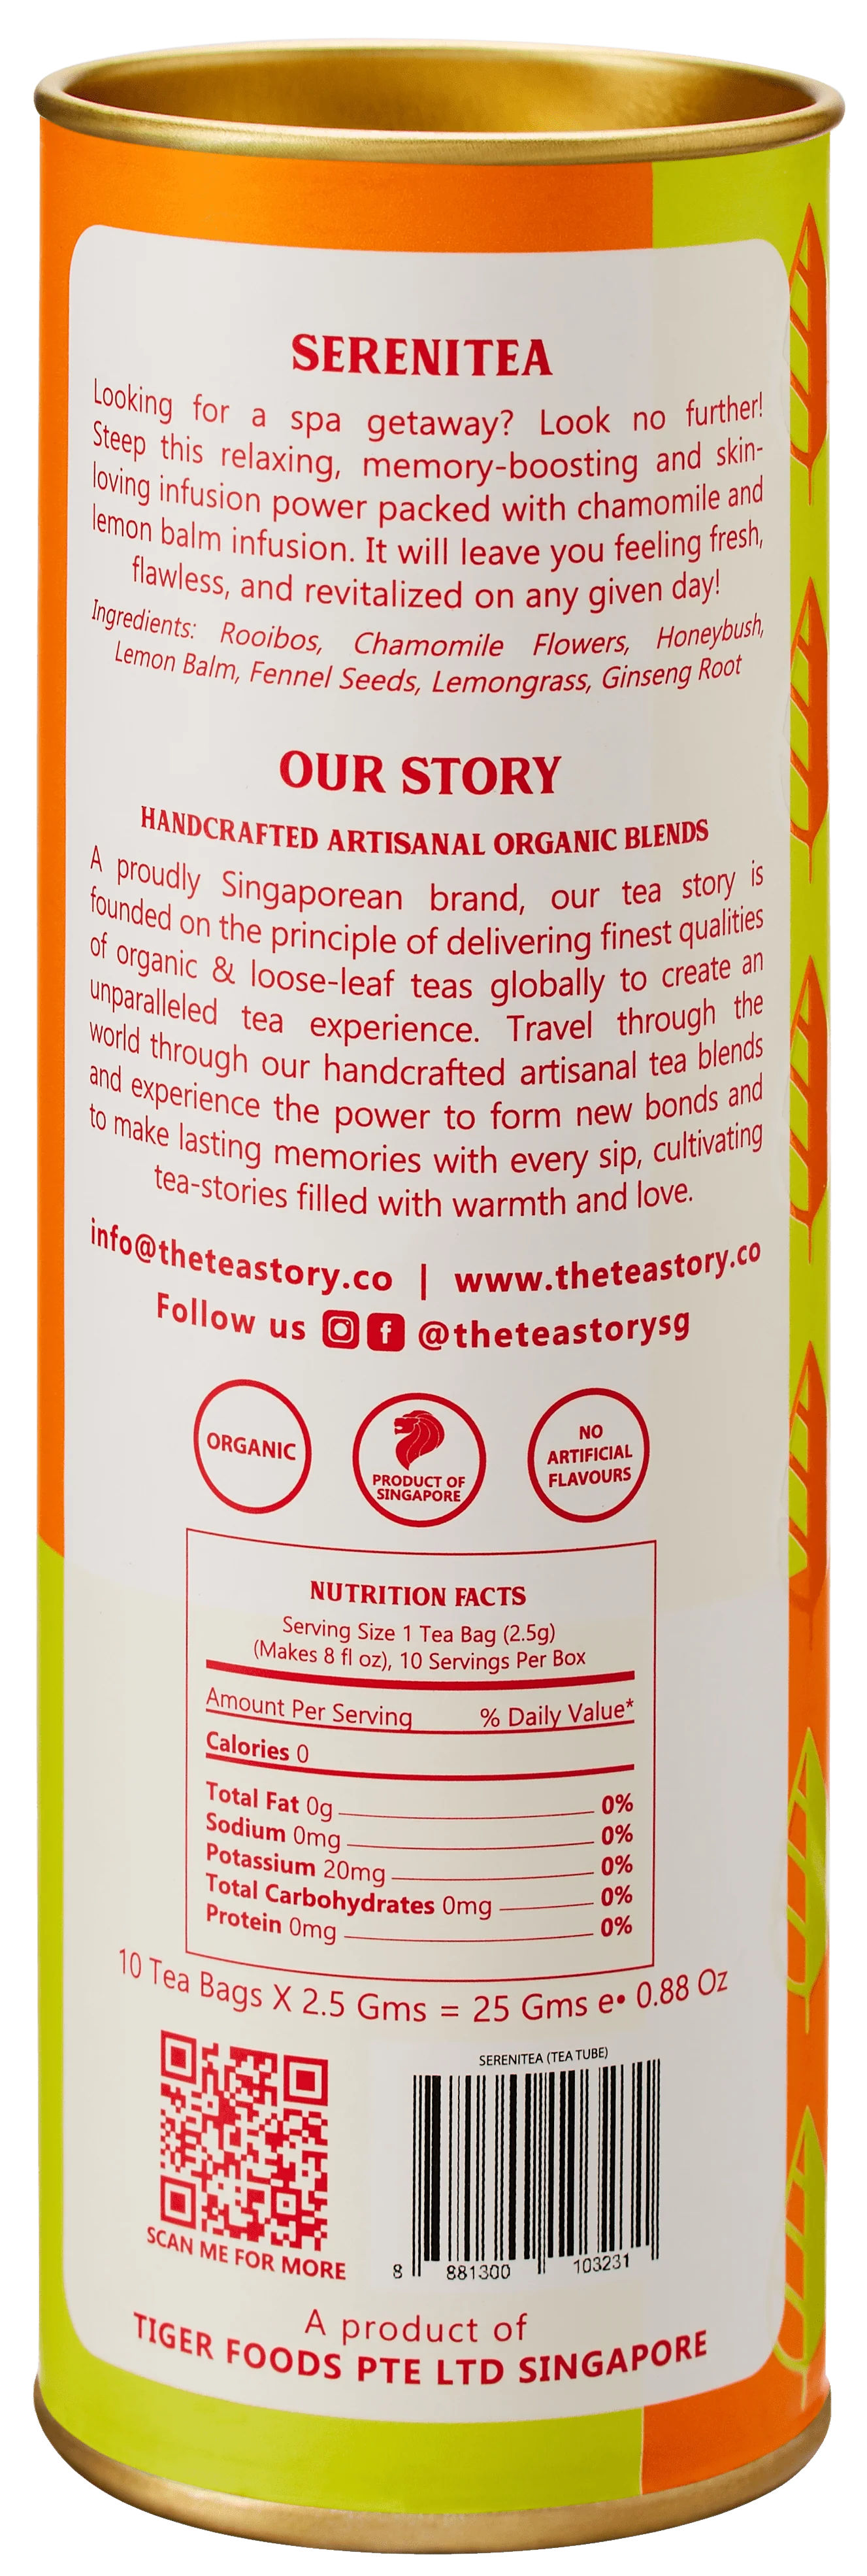 SERENITEA
Looking for a spa getaway? Look no further!
Steep this relaxing, memory-boosting and skin-
loving infusion power packed with chamomile and
lemon balm infusion. It will leave you feeling fresh,
flawless, and revitalized on any given day!
Ingredients: Rooibos, Chamomile Flowers, Honeybush,
Lemon Balm, Fennel Seeds, Lemongrass, Ginseng Root
OUR STORY
HANDCRAFTED ARTISANAL ORGANIC BLENDS
A proudly Singaporean brand, our tea story is
founded on the principle of delivering finest qualities
of organic & loose-leaf teas globally to create an
unparalleled tea experience. Travel through the
world through our handcrafted artisanal tea blends
and experience the power to form new bonds and
to make lasting memories with every sip, cultivating
tea-stories filled with warmth and love.
info@theteastory.co | www.theteastory.co
Follow us @theteastorysg
ORGANIC
PRODUCT OF
SINGAPORE
NO
ARTIFICIAL
FLAVOURS
NUTRITION FACTS
Serving Size 1 Tea Bag (2.5g)
(Makes 8 fl oz), 10 Servings Per Box
Amount Per Serving % Daily Value*
Calories 0
Total Fat 0g 0%
Sodium 0mg 0%
Potassium 20mg 0%
Total Carbohydrates 0mg 0%
Protein 0mg 0%
10 Tea Bags X 2.5 Gms = 25 Gms e• 0.88 Oz
SCAN ME FOR MORE
SERENITEA (TEA TUBE)
8 881300 103231
A product of
TIGER FOODS PTE LTD SINGAPORE